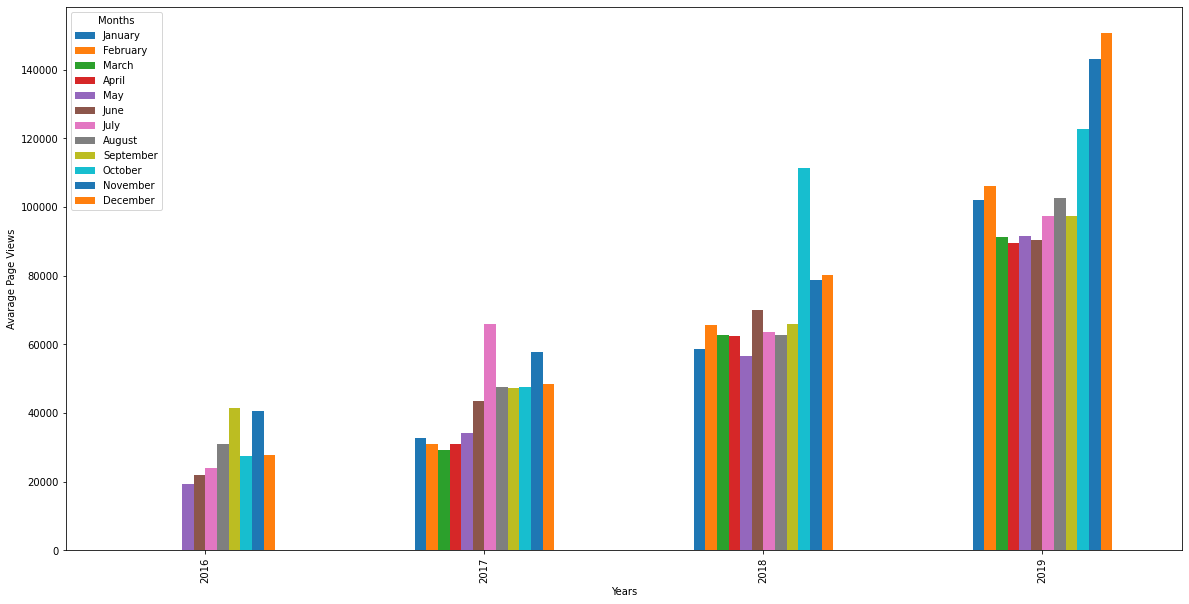 Months
January
February
March
April
May
June
July
August
September
October
November
December
Avarage Page Views
140000
120000
100000
80000
60000
40000
20000
0
2016
2017
2018
2019
Years